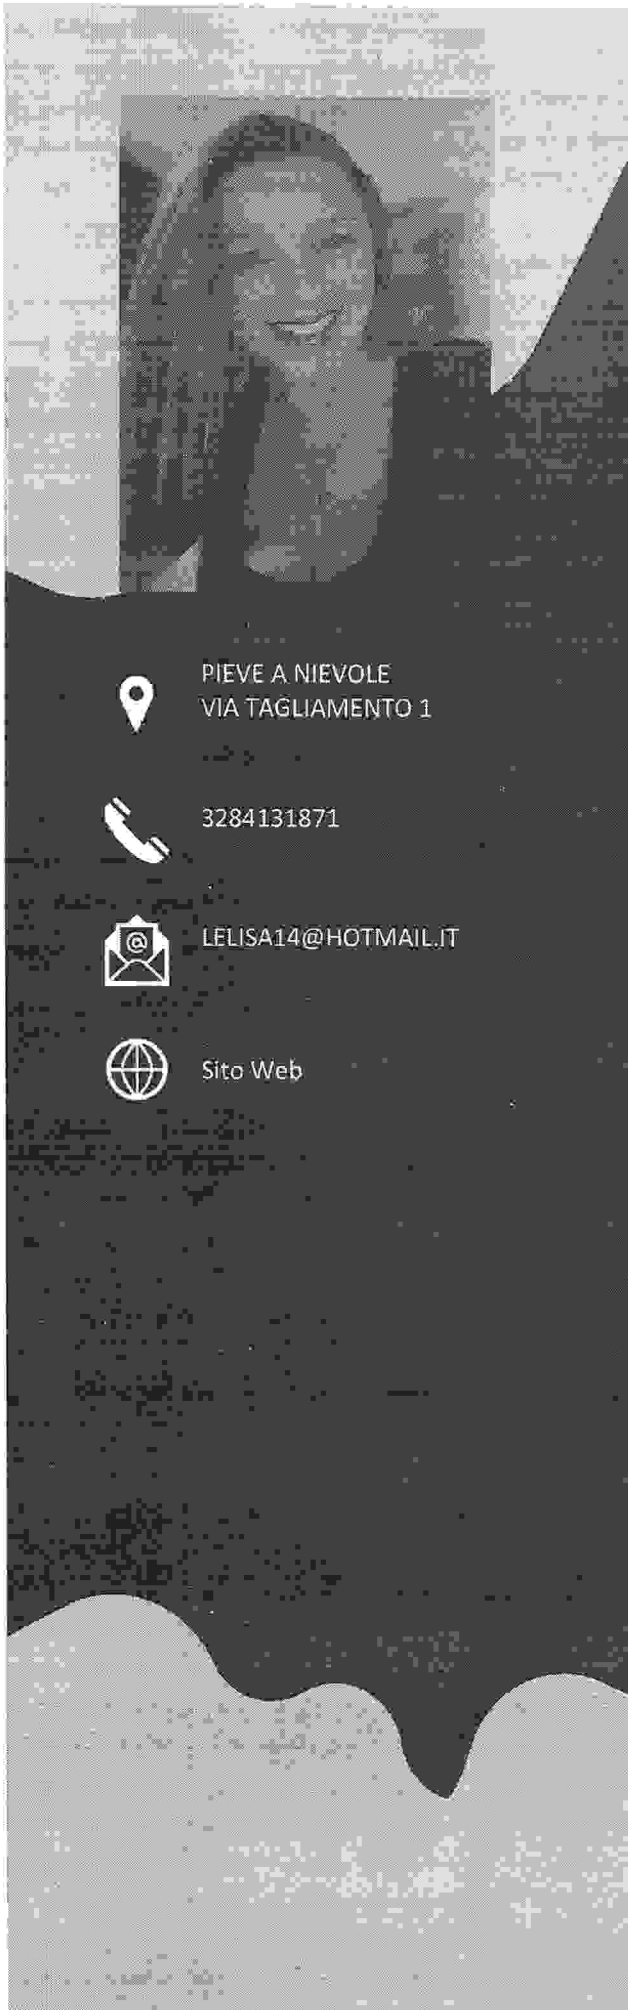 PIEVE A NIEVOLE
VIA TAGLIAMENTO 1
3284131871
LELISA14@HOTMAIL.IT
Sito Web